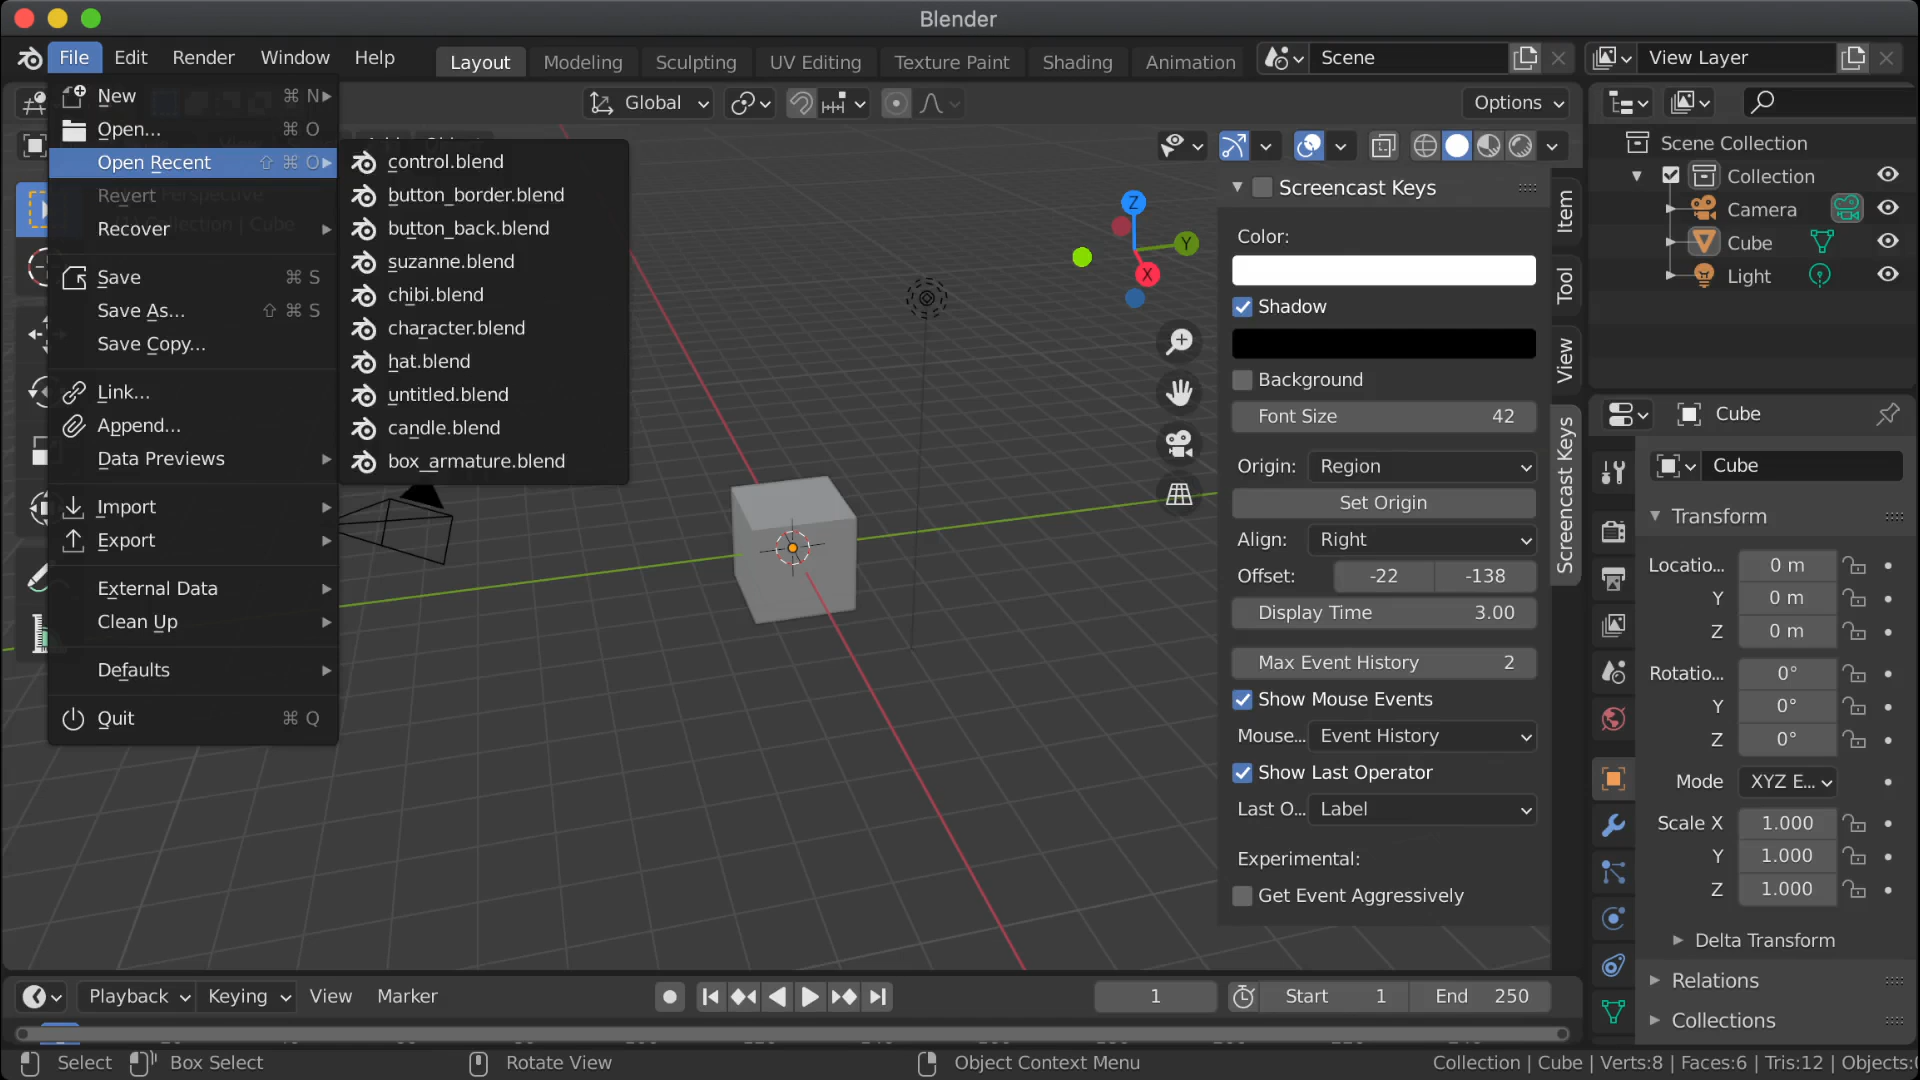 Blender
File Edit Render Window Help
Layout Modeling Sculpting UV Editing Texture Paint Shading Animation
Scene
View Layer
New ⌘ N
Open... ⌘ O
Open Recent ⇧ ⌘ O
Revert
Recover
Save ⌘ S
Save As... ⇧ ⌘ S
Save Copy...
Link...
Append...
Data Previews
Import
Export
External Data
Clean Up
Defaults
Quit ⌘ Q
control.blend
button_border.blend
button_back.blend
suzanne.blend
chibi.blend
character.blend
hat.blend
untitled.blend
candle.blend
box_armature.blend
Perspective
Collection | Cube
Global
Options
Z
Y
X
Screencast Keys
Color:
Shadow
Background
Font Size 42
Origin: Region
Set Origin
Align: Right
Offset: -22 -138
Display Time 3.00
Max Event History 2
Show Mouse Events
Mouse... Event History
Show Last Operator
Last O... Label
Experimental:
Get Event Aggressively
Item
Tool
View
Screencast Keys
Scene Collection
Collection
Camera
Cube
Light
Cube
Cube
Transform
Locatio... 0 m
Y 0 m
Z 0 m
Rotatio... 0°
Y 0°
Z 0°
Mode XYZ E...
Scale X 1.000
Y 1.000
Z 1.000
Delta Transform
Relations
Collections
Playback Keying View Marker
1
Start 1 End 250
Select Box Select Rotate View Object Context Menu
Collection | Cube | Verts:8 | Faces:6 | Tris:12 | Objects: